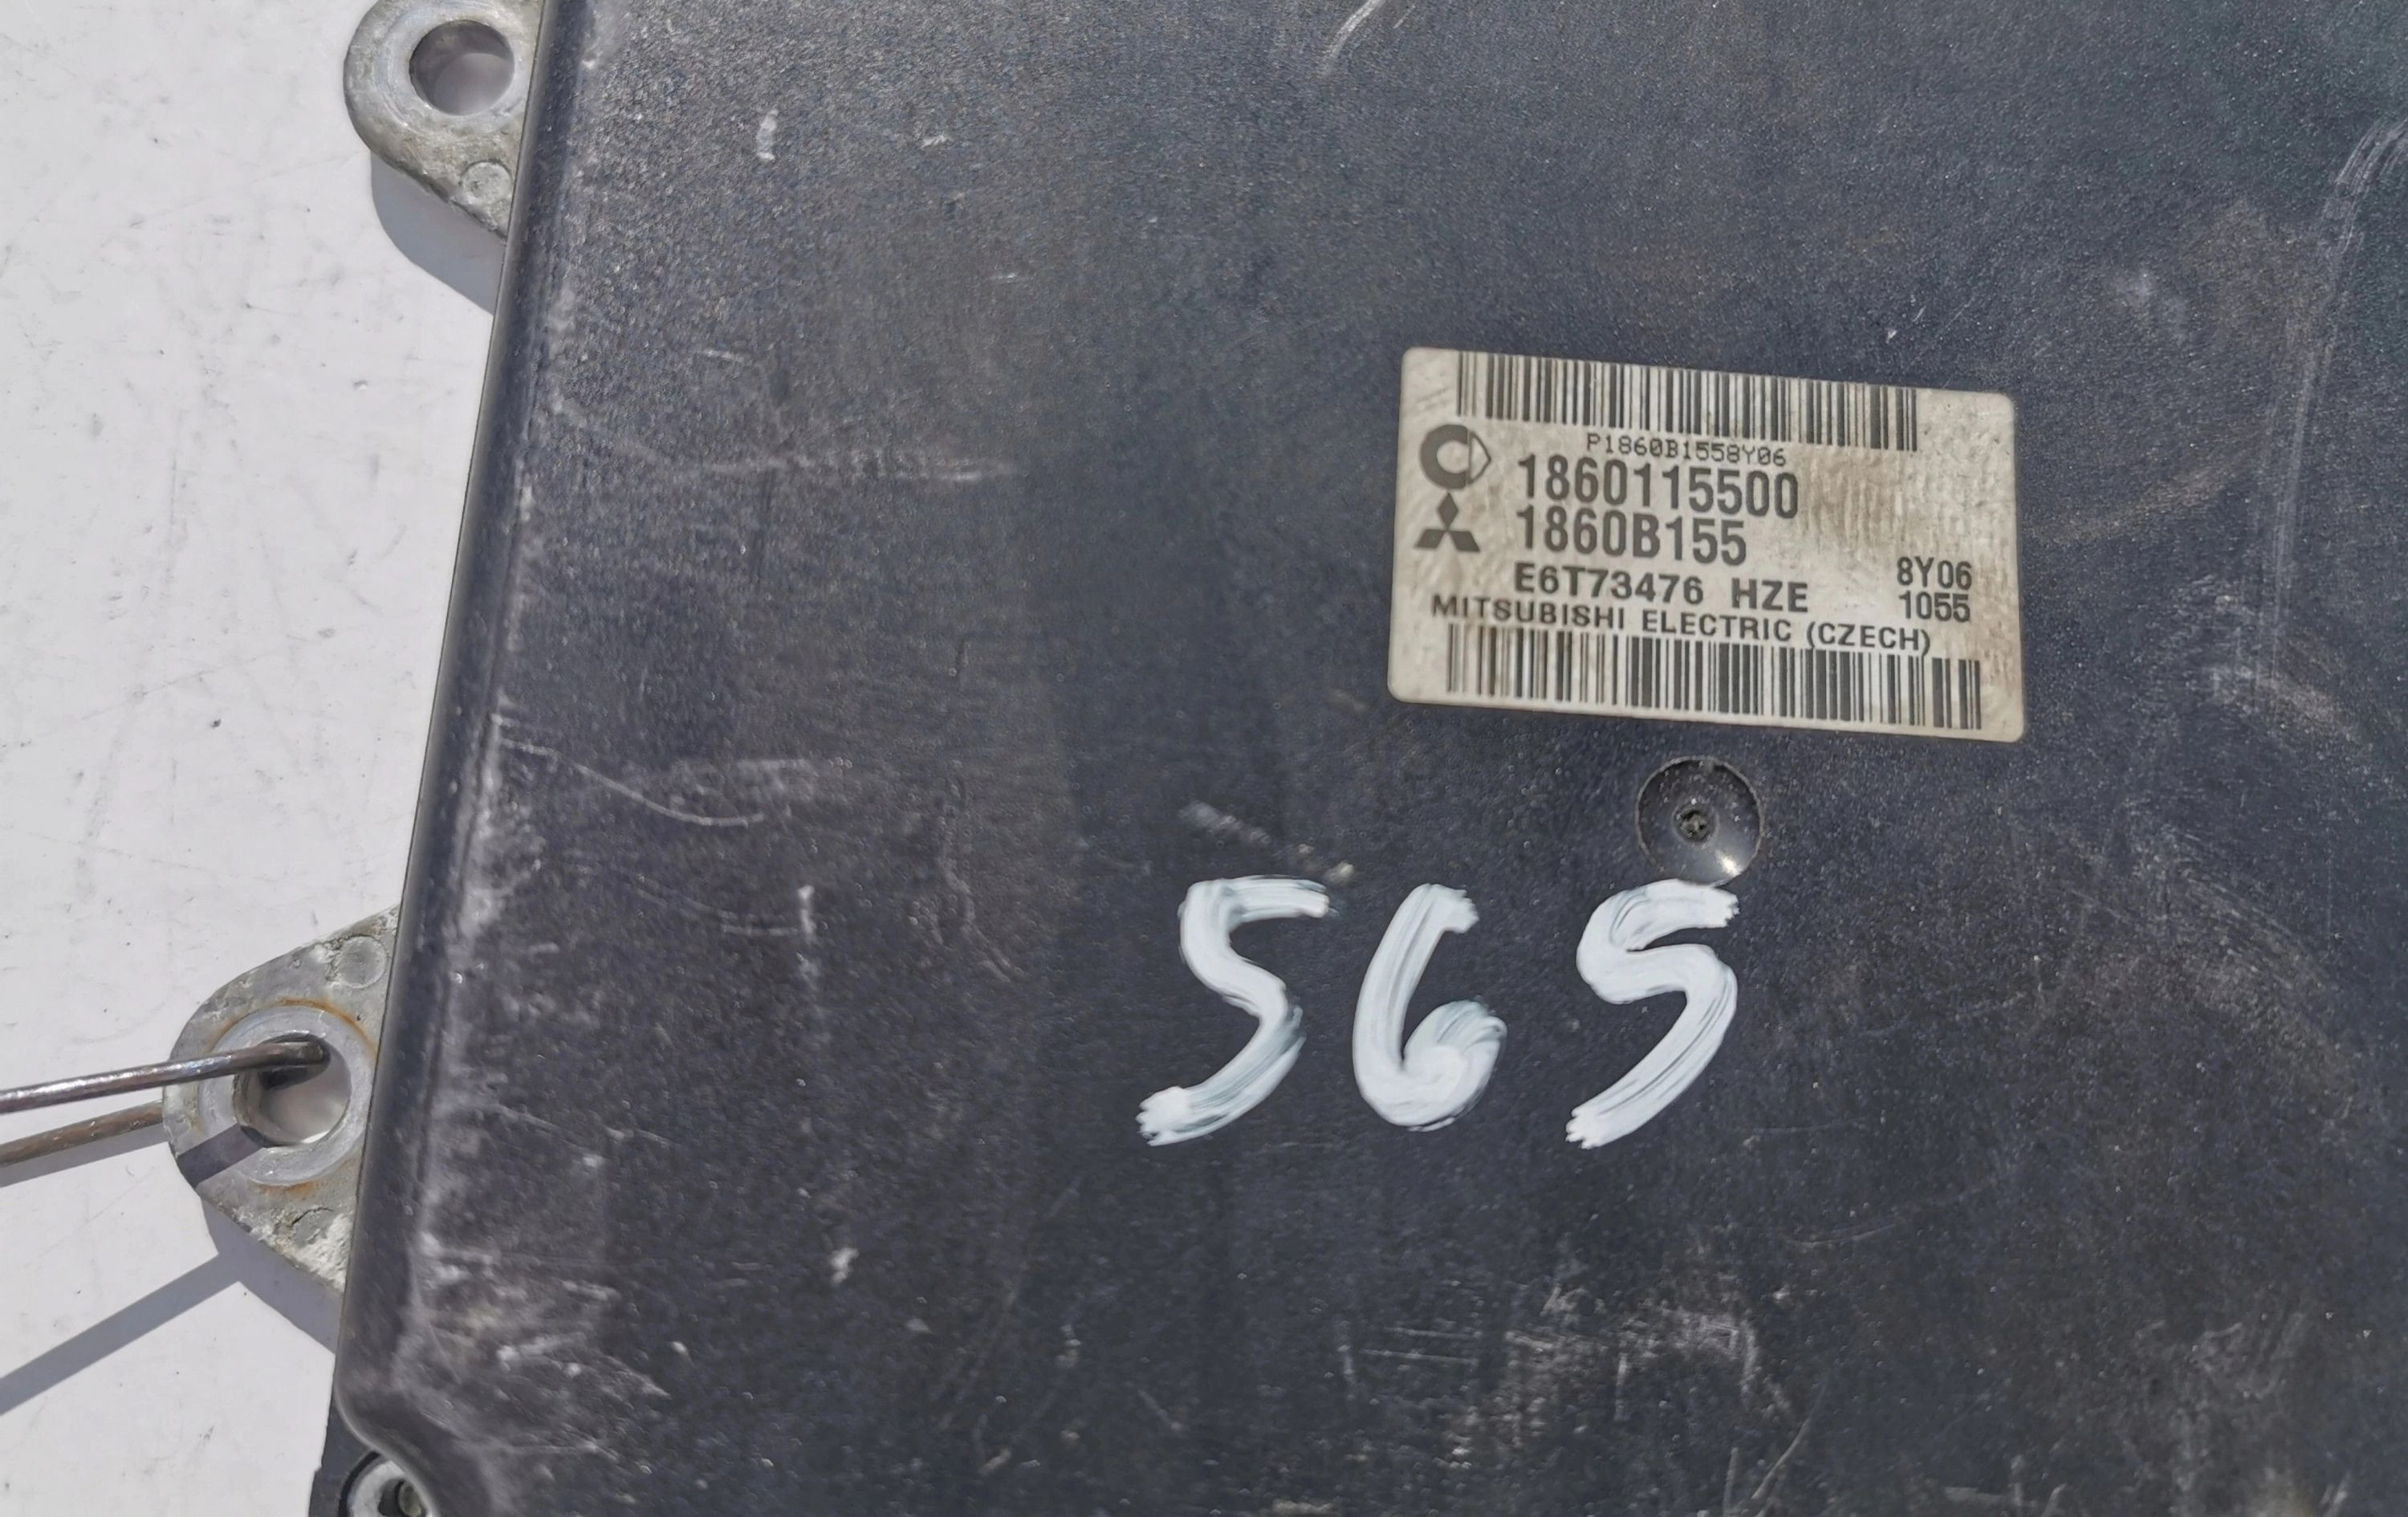 P1860B1558Y06
1860115500
1860B155
E6T73476 HZE 8Y06
MITSUBISHI ELECTRIC (CZECH) 1055
565